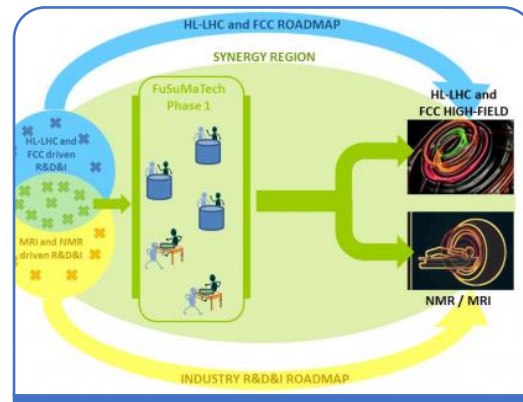 HL-LHC and FCC ROADMAP
SYNERGY REGION
FuSuMaTech
Phase 1
HL-LHC and
FCC driven
R&D&I
MRI and NMR
driven R&D&I
HL-LHC and
FCC HIGH-FIELD
NMR / MRI
INDUSTRY R&D&I ROADMAP